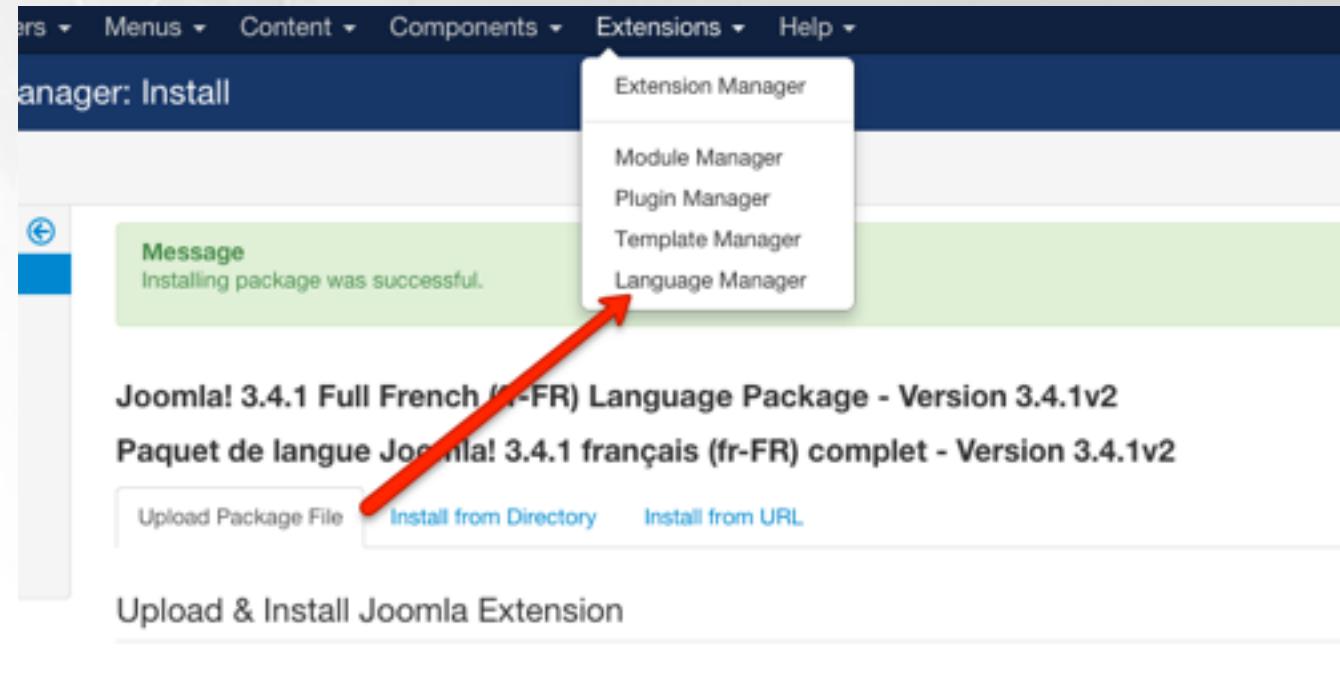 ers Menus Content Components Extensions Help
anager: Install
Extension Manager
Module Manager
Plugin Manager
Template Manager
Language Manager
Message
Installing package was successful.
Joomla! 3.4.1 Full French (fr-FR) Language Package - Version 3.4.1v2
Paquet de langue Joomla! 3.4.1 français (fr-FR) complet - Version 3.4.1v2
Upload Package File Install from Directory Install from URL
Upload & Install Joomla Extension